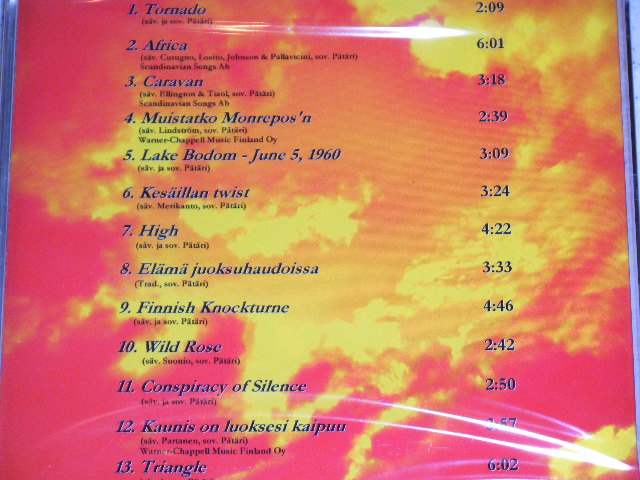 1. Tornado 2:09
(säv. ja sov. Pätäri)
2. Africa 6:01
(säv. Cutugno, Losito, Johnson & Pallavicini, sov. Pätäri)
Scandinavian Songs Ab
3. Caravan 3:18
(säv. Ellington & Tizol, sov. Pätäri)
Scandinavian Songs Ab
4. Muistatko Monrepos'n 2:39
(säv. Lindström, sov. Pätäri)
Warner-Chappell Music Finland Oy
5. Lake Bodom - June 5, 1960 3:09
(säv. ja sov. Pätäri)
6. Kesäillan twist 3:24
(säv. Merikanto, sov. Pätäri)
7. High 4:22
(säv. ja sov. Pätäri)
8. Elämä juoksuhaudoissa 3:33
(Trad., sov. Pätäri)
9. Finnish Knockturne 4:46
(säv. ja sov. Pätäri)
10. Wild Rose 2:42
(säv. Suonio, sov. Pätäri)
11. Conspiracy of Silence 2:50
(säv. ja sov. Pätäri)
12. Kaunis on luoksesi kaipuu
(säv. Partanen, sov. Pätäri)
Warner-Chappell Music Finland Oy
13. Triangle 6:02